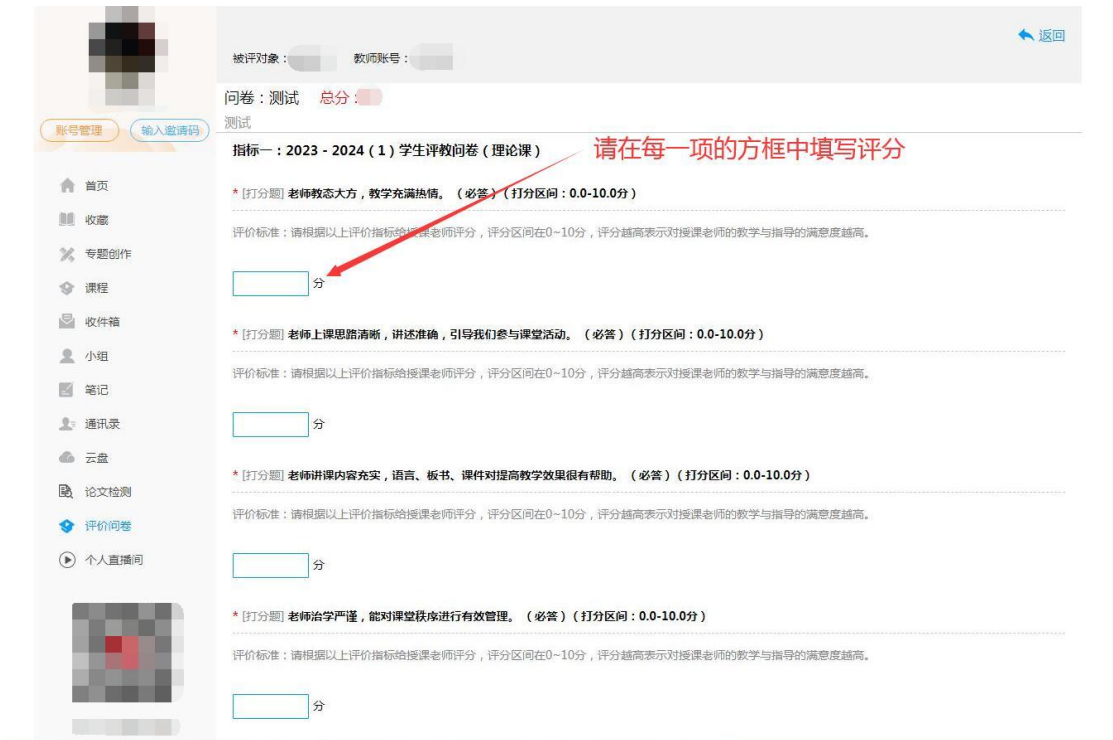 返回
被评对象：
教师账号：
问卷：测试
总分：
测试
账号管理
输入邀请码
指标一：2023 - 2024（1）学生评教问卷（理论课）
请在每一项的方框中填写评分
首页
收藏
专题创作
课程
收件箱
小组
笔记
通讯录
云盘
论文检测
评价问卷
个人直播间
* [打分题] 老师教态大方，教学充满热情。（必答）（打分区间：0.0-10.0分）
评价标准：请根据以上评价指标给授课老师评分，评分区间在0~10分，评分越高表示对授课老师的教学与指导的满意度越高。
分
* [打分题] 老师上课思路清晰，讲述准确，引导我们参与课堂活动。（必答）（打分区间：0.0-10.0分）
评价标准：请根据以上评价指标给授课老师评分，评分区间在0~10分，评分越高表示对授课老师的教学与指导的满意度越高。
分
* [打分题] 老师讲课内容充实，语言、板书、课件对提高教学效果很有帮助。（必答）（打分区间：0.0-10.0分）
评价标准：请根据以上评价指标给授课老师评分，评分区间在0~10分，评分越高表示对授课老师的教学与指导的满意度越高。
分
* [打分题] 老师治学严谨，能对课堂秩序进行有效管理。（必答）（打分区间：0.0-10.0分）
评价标准：请根据以上评价指标给授课老师评分，评分区间在0~10分，评分越高表示对授课老师的教学与指导的满意度越高。
分